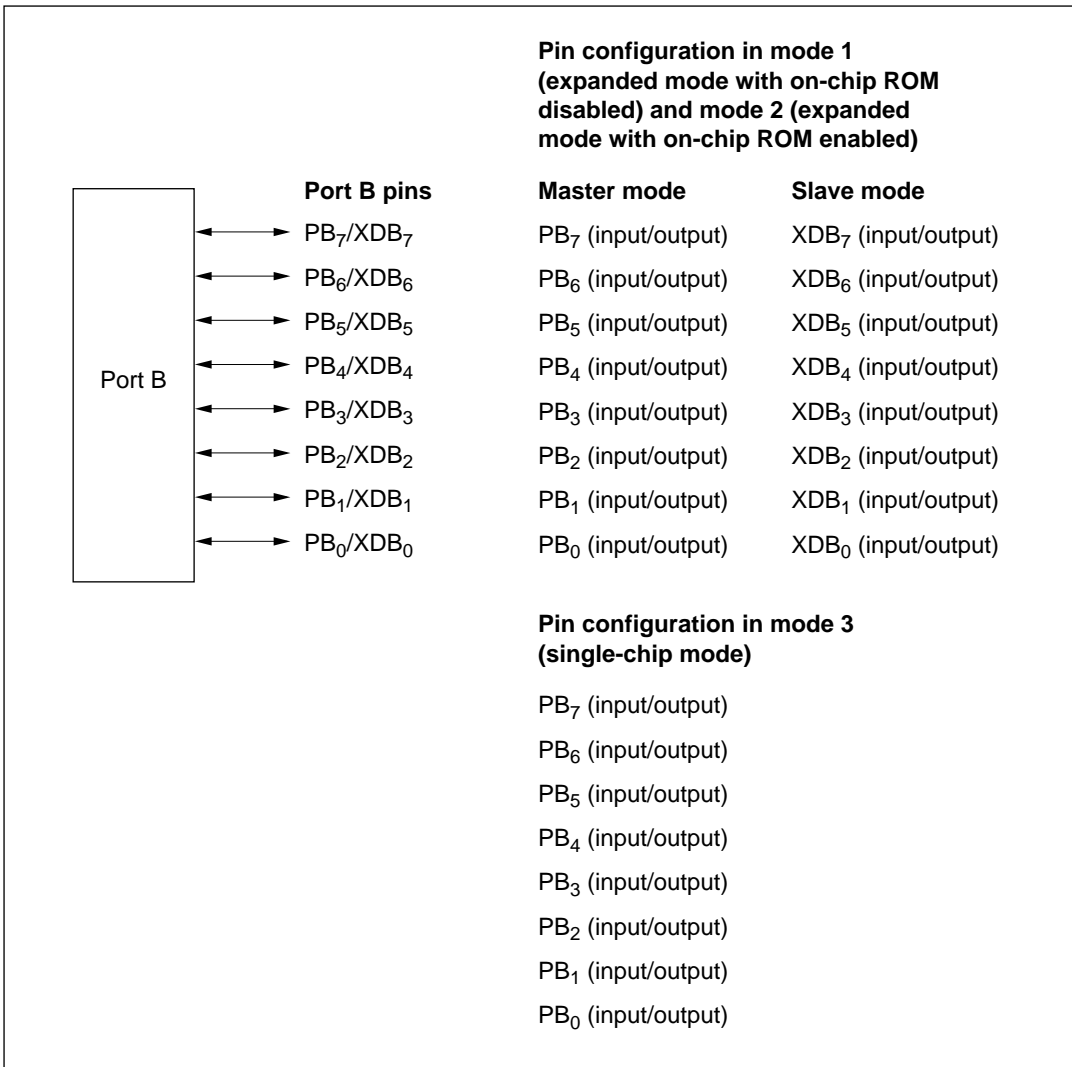 Pin configuration in mode 1
(expanded mode with on-chip ROM
disabled) and mode 2 (expanded
mode with on-chip ROM enabled)
Port B pins Master mode Slave mode
PB₇/XDB₇ PB₇ (input/output) XDB₇ (input/output)
PB₆/XDB₆ PB₆ (input/output) XDB₆ (input/output)
PB₅/XDB₅ PB₅ (input/output) XDB₅ (input/output)
Port B PB₄/XDB₄ PB₄ (input/output) XDB₄ (input/output)
PB₃/XDB₃ PB₃ (input/output) XDB₃ (input/output)
PB₂/XDB₂ PB₂ (input/output) XDB₂ (input/output)
PB₁/XDB₁ PB₁ (input/output) XDB₁ (input/output)
PB₀/XDB₀ PB₀ (input/output) XDB₀ (input/output)
Pin configuration in mode 3
(single-chip mode)
PB₇ (input/output)
PB₆ (input/output)
PB₅ (input/output)
PB₄ (input/output)
PB₃ (input/output)
PB₂ (input/output)
PB₁ (input/output)
PB₀ (input/output)